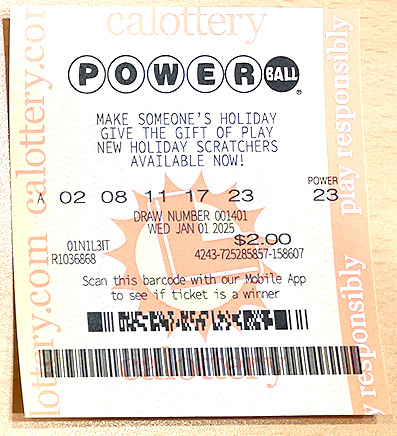 calottery
POWER BALL
®
MAKE SOMEONE'S HOLIDAY
GIVE THE GIFT OF PLAY
NEW HOLIDAY SCRATCHERS
AVAILABLE NOW!
POWER
A 02 08 11 17 23 23
DRAW NUMBER 001401
WED JAN 01 2025
01N1L3IT $2.00
R1036868 4243-725285857-158607
Scan this barcode with our Mobile App
to see if ticket is a winner
calottery
calottery.com
calottery.com
play responsibly
play responsibly